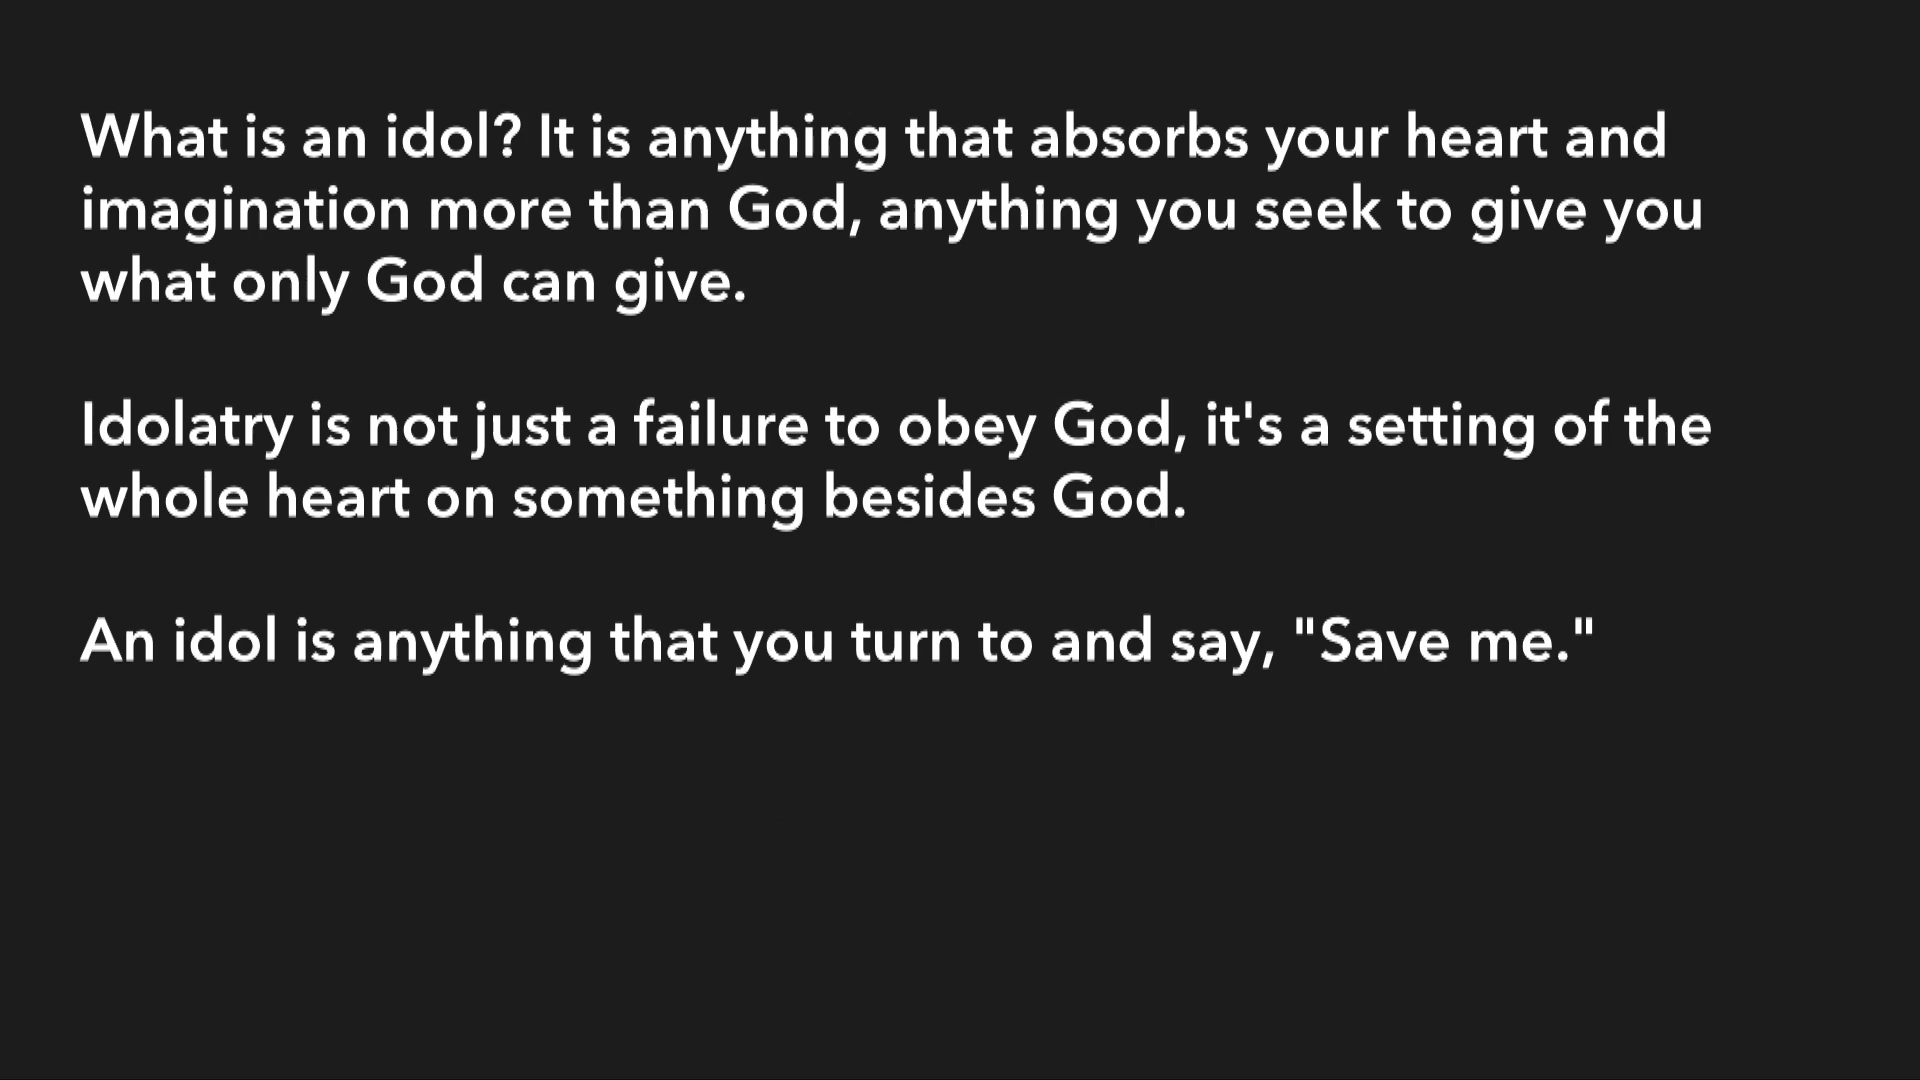 What is an idol? It is anything that absorbs your heart and
imagination more than God, anything you seek to give you
what only God can give.
Idolatry is not just a failure to obey God, it's a setting of the
whole heart on something besides God.
An idol is anything that you turn to and say, "Save me."